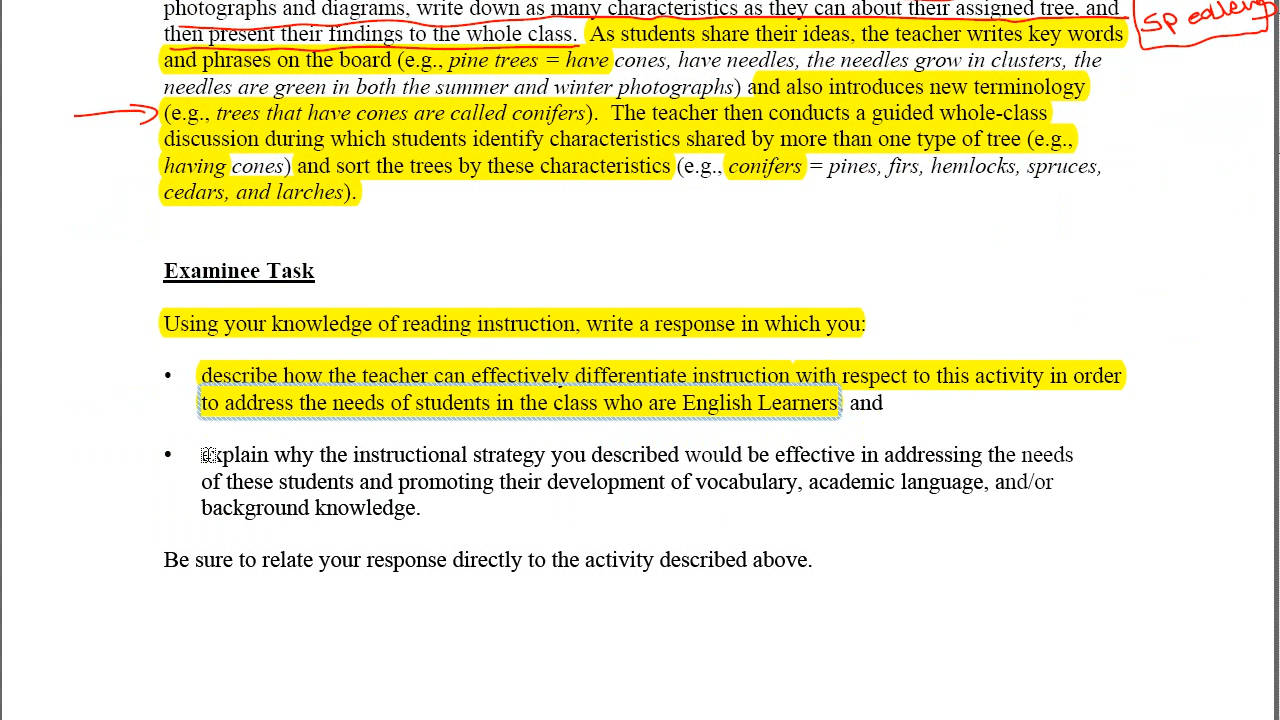 photographs and diagrams, write down as many characteristics as they can about their assigned tree, and
then present their findings to the whole class. As students share their ideas, the teacher writes key words
and phrases on the board (e.g., pine trees = have cones, have needles, the needles grow in clusters, the
needles are green in both the summer and winter photographs) and also introduces new terminology
(e.g., trees that have cones are called conifers). The teacher then conducts a guided whole-class
discussion during which students identify characteristics shared by more than one type of tree (e.g.,
having cones) and sort the trees by these characteristics (e.g., conifers = pines, firs, hemlocks, spruces,
cedars, and larches).
Examinee Task
Using your knowledge of reading instruction, write a response in which you:
• describe how the teacher can effectively differentiate instruction with respect to this activity in order
to address the needs of students in the class who are English Learners and
• explain why the instructional strategy you described would be effective in addressing the needs
of these students and promoting their development of vocabulary, academic language, and/or
background knowledge.
Be sure to relate your response directly to the activity described above.